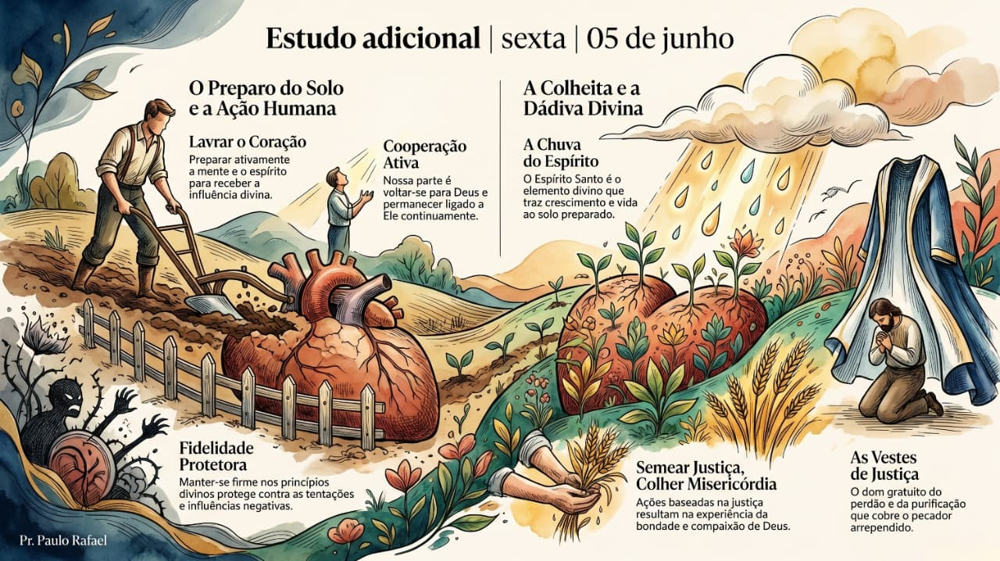 Estudo adicional | sexta | 05 de junho
O Preparo do Solo
e a Ação Humana
Lavrar o Coração
Preparar ativamente
a mente e o espírito
para receber a
influência divina.
Cooperação
Ativa
Nossa parte é
voltar-se para Deus e
permanecer ligado a
Ele continuamente.
Fidelidade
Protetora
Manter-se firme nos princípios
divinos protege contra as tentações
e influências negativas.
A Colheita e a
Dádiva Divina
A Chuva
do Espírito
O Espírito Santo é o
elemento divino que
traz crescimento e vida
ao solo preparado.
Semear Justiça,
Colher Misericórdia
Ações baseadas na justiça
resultam na experiência da
bondade e compaixão de Deus.
As Vestes
de Justiça
O dom gratuito do
perdão e da purificação
que cobre o pecador
arrependido.
Pr. Paulo Rafael